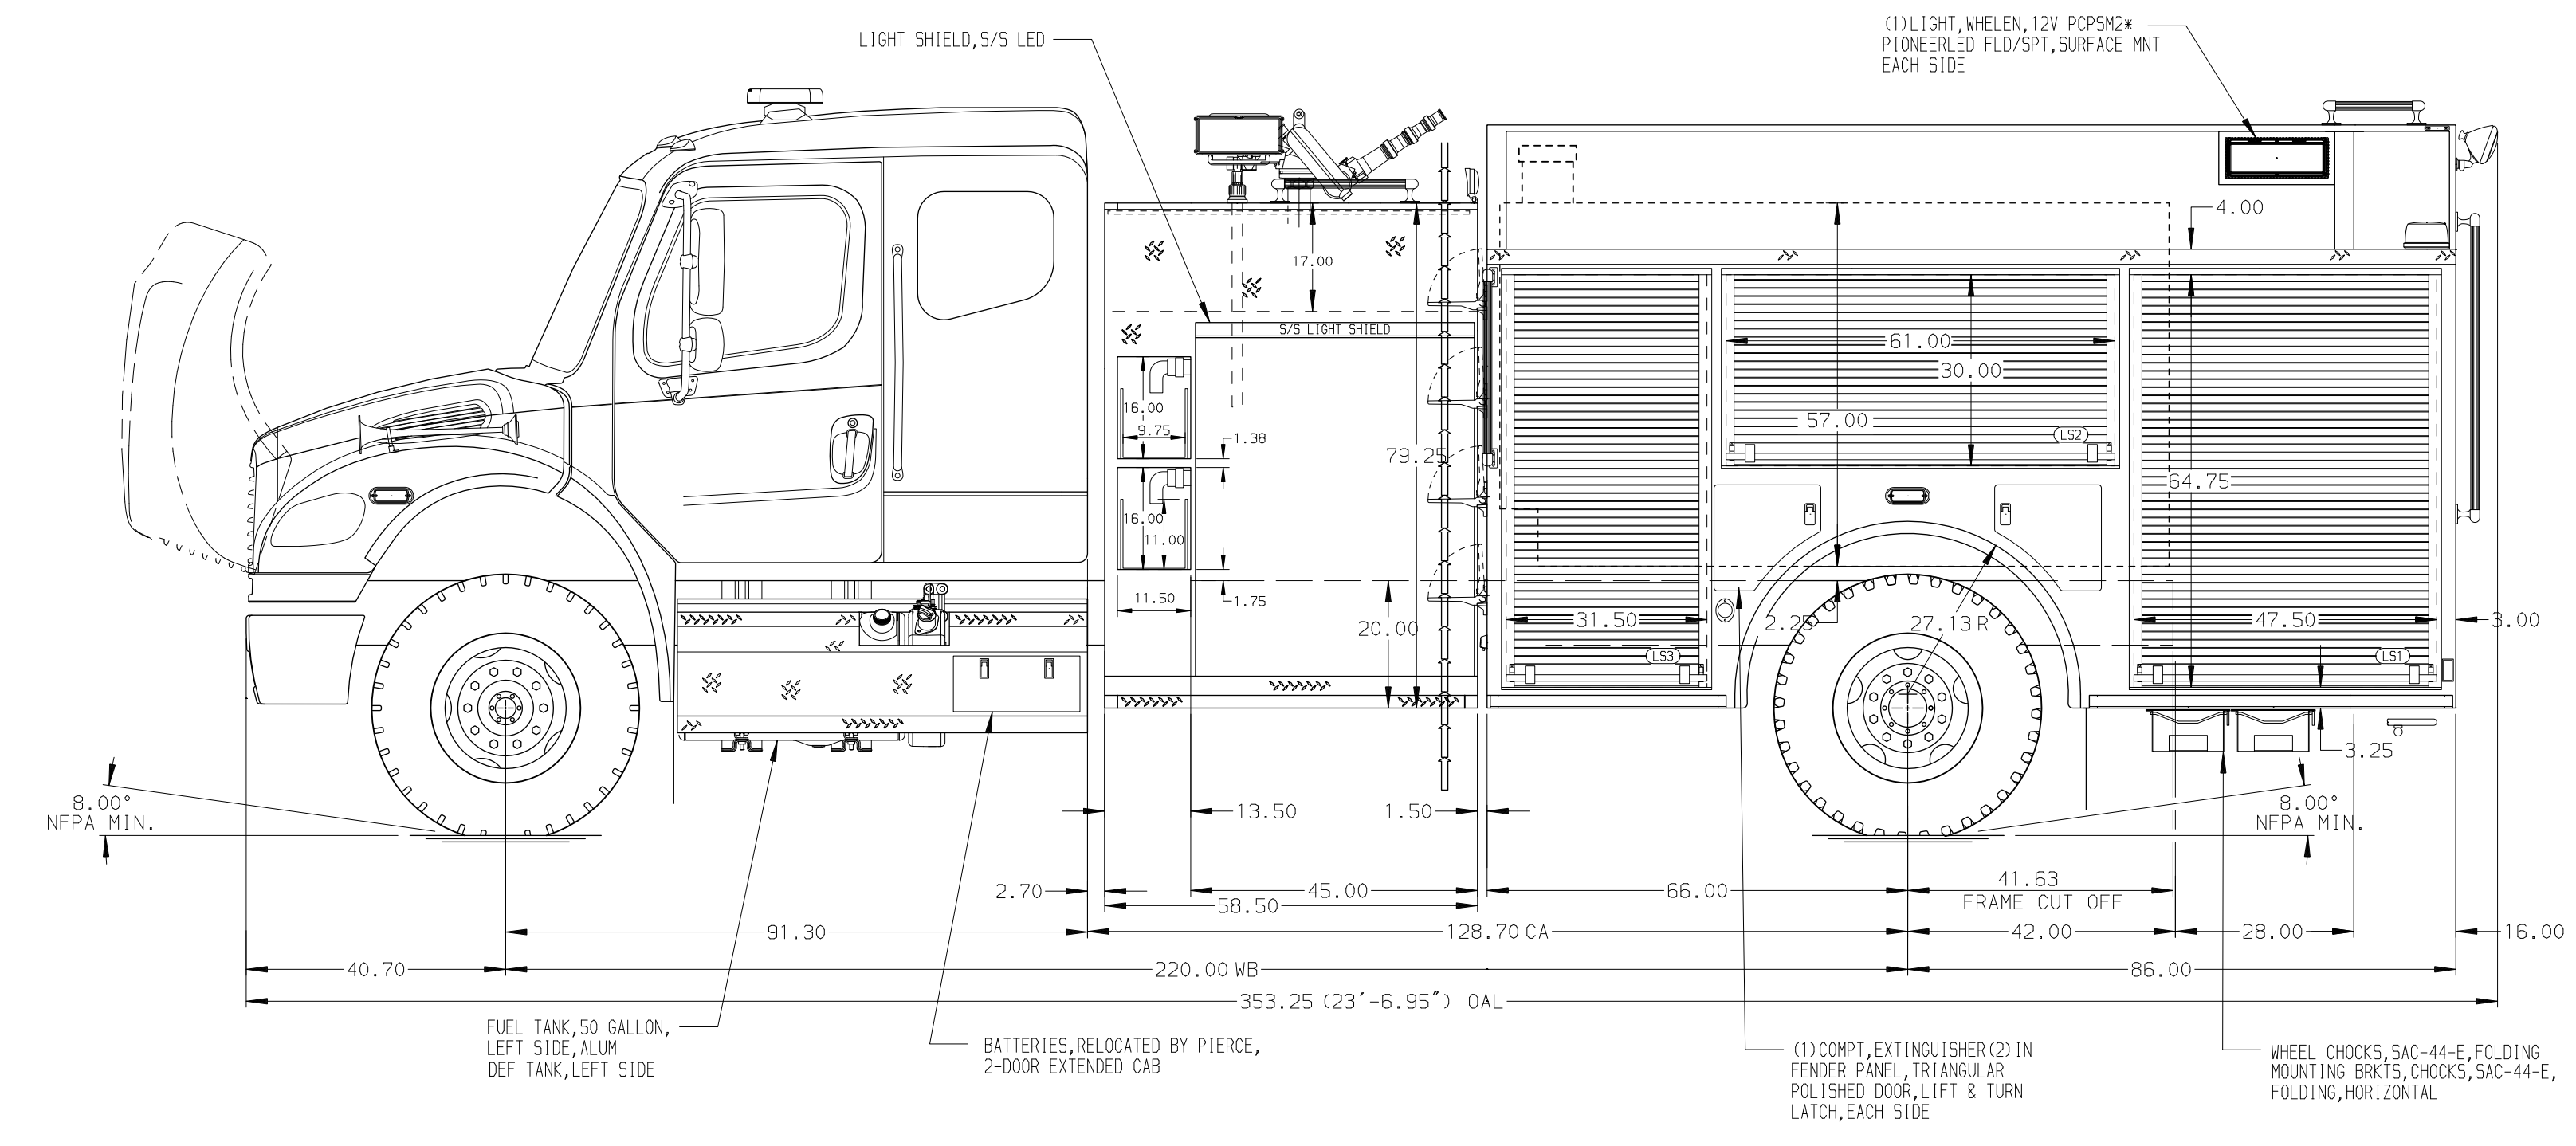 (1)LIGHT,WHELEN,12V PCPSM2*
PIONEERLED FLD/SPT,SURFACE MNT
EACH SIDE
LIGHT SHIELD,S/S LED
4.00
17.00
S/S LIGHT SHIELD
61.00
30.00
16.00
9.75
1.38
57.00
LS2
79.25
64.75
16.00
11.00
11.50
1.75
20.00
31.50
2.25
27.13 R
47.50
3.00
LS3
LS1
3.25
8.00°
NFPA MIN.
13.50
1.50
8.00°
NFPA MIN.
2.70
45.00
66.00
41.63
FRAME CUT OFF
58.50
91.30
128.70 CA
42.00
28.00
16.00
40.70
220.00 WB
86.00
353.25 (23'-6.95") OAL
FUEL TANK,50 GALLON,
LEFT SIDE,ALUM
DEF TANK,LEFT SIDE
BATTERIES,RELOCATED BY PIERCE,
2-DOOR EXTENDED CAB
(1)COMPT,EXTINGUISHER(2)IN
FENDER PANEL,TRIANGULAR
POLISHED DOOR,LIFT & TURN
LATCH,EACH SIDE
WHEEL CHOCKS,SAC-44-E,FOLDING
MOUNTING BRKTS,CHOCKS,SAC-44-E,
FOLDING,HORIZONTAL